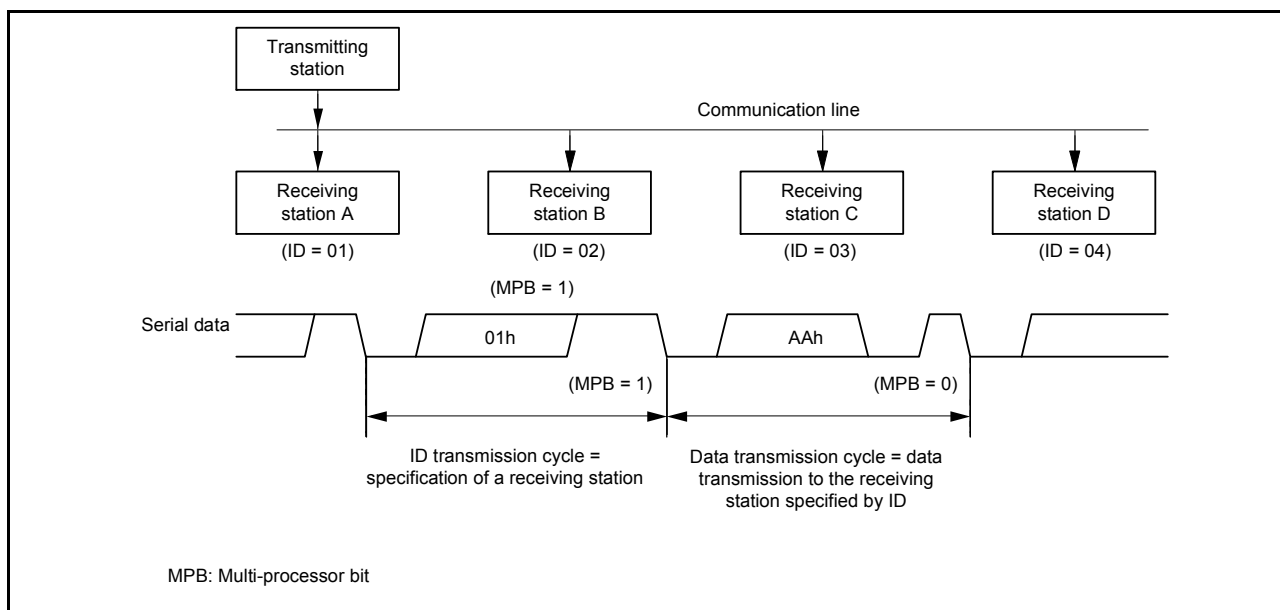 Transmitting
station
Communication line
Receiving
station A
Receiving
station B
Receiving
station C
Receiving
station D
(ID = 01)
(ID = 02)
(ID = 03)
(ID = 04)
(MPB = 1)
Serial data
01h
AAh
(MPB = 1)
(MPB = 0)
ID transmission cycle =
specification of a receiving station
Data transmission cycle = data
transmission to the receiving
station specified by ID
MPB: Multi-processor bit